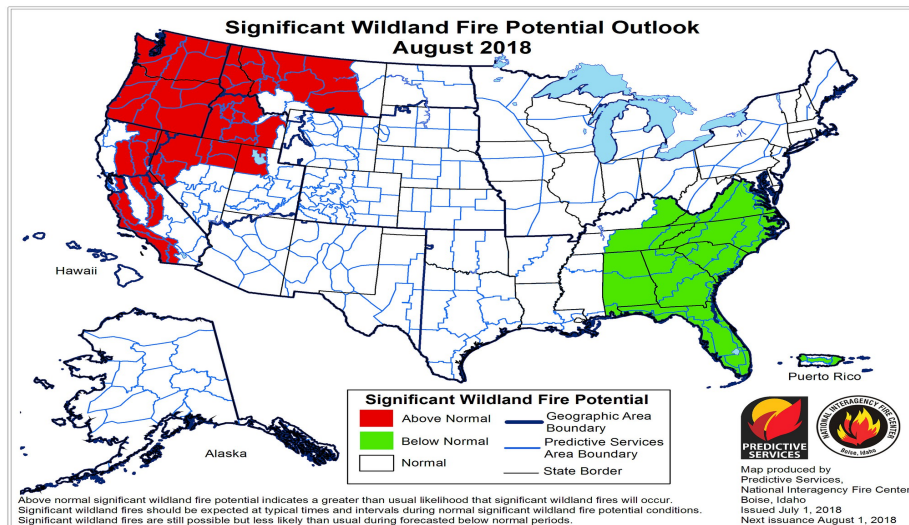 Significant Wildland Fire Potential Outlook
August 2018
Hawaii
Alaska
Puerto Rico
Significant Wildland Fire Potential
Above Normal
Below Normal
Normal
Geographic Area
Boundary
Predictive Services
Area Boundary
State Border
PREDICTIVE
SERVICES
NATIONAL INTERAGENCY FIRE CENTER
Boise, Idaho
Map produced by
Predictive Services,
National Interagency Fire Center
Boise, Idaho
Issued July 1, 2018
Next issuance August 1, 2018
Above normal significant wildland fire potential indicates a greater than usual likelihood that significant wildland fires will occur.
Significant wildland fires should be expected at typical times and intervals during normal significant wildland fire potential conditions.
Significant wildland fires are still possible but less likely than usual during forecasted below normal periods.